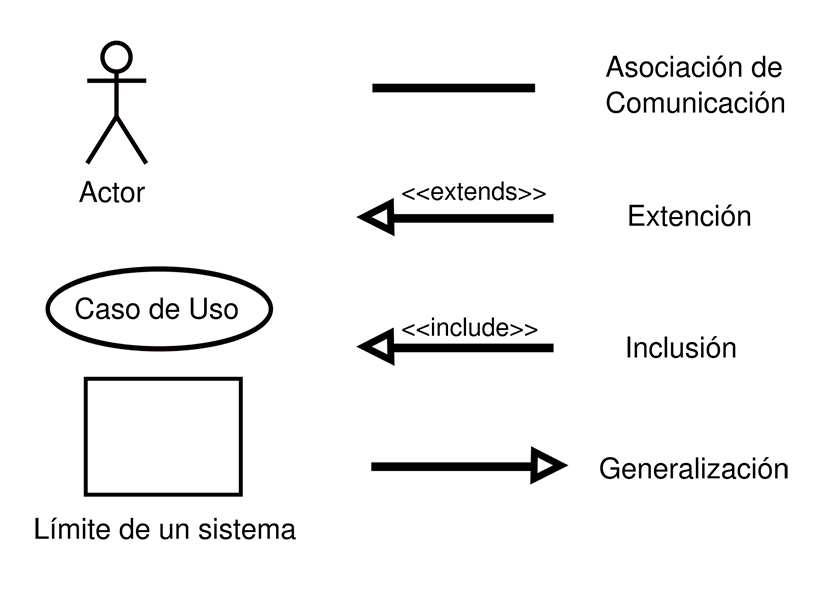 Actor
Caso de Uso
Límite de un sistema
Asociación de
Comunicación
<<extends>>
Extención
<<include>>
Inclusión
Generalización